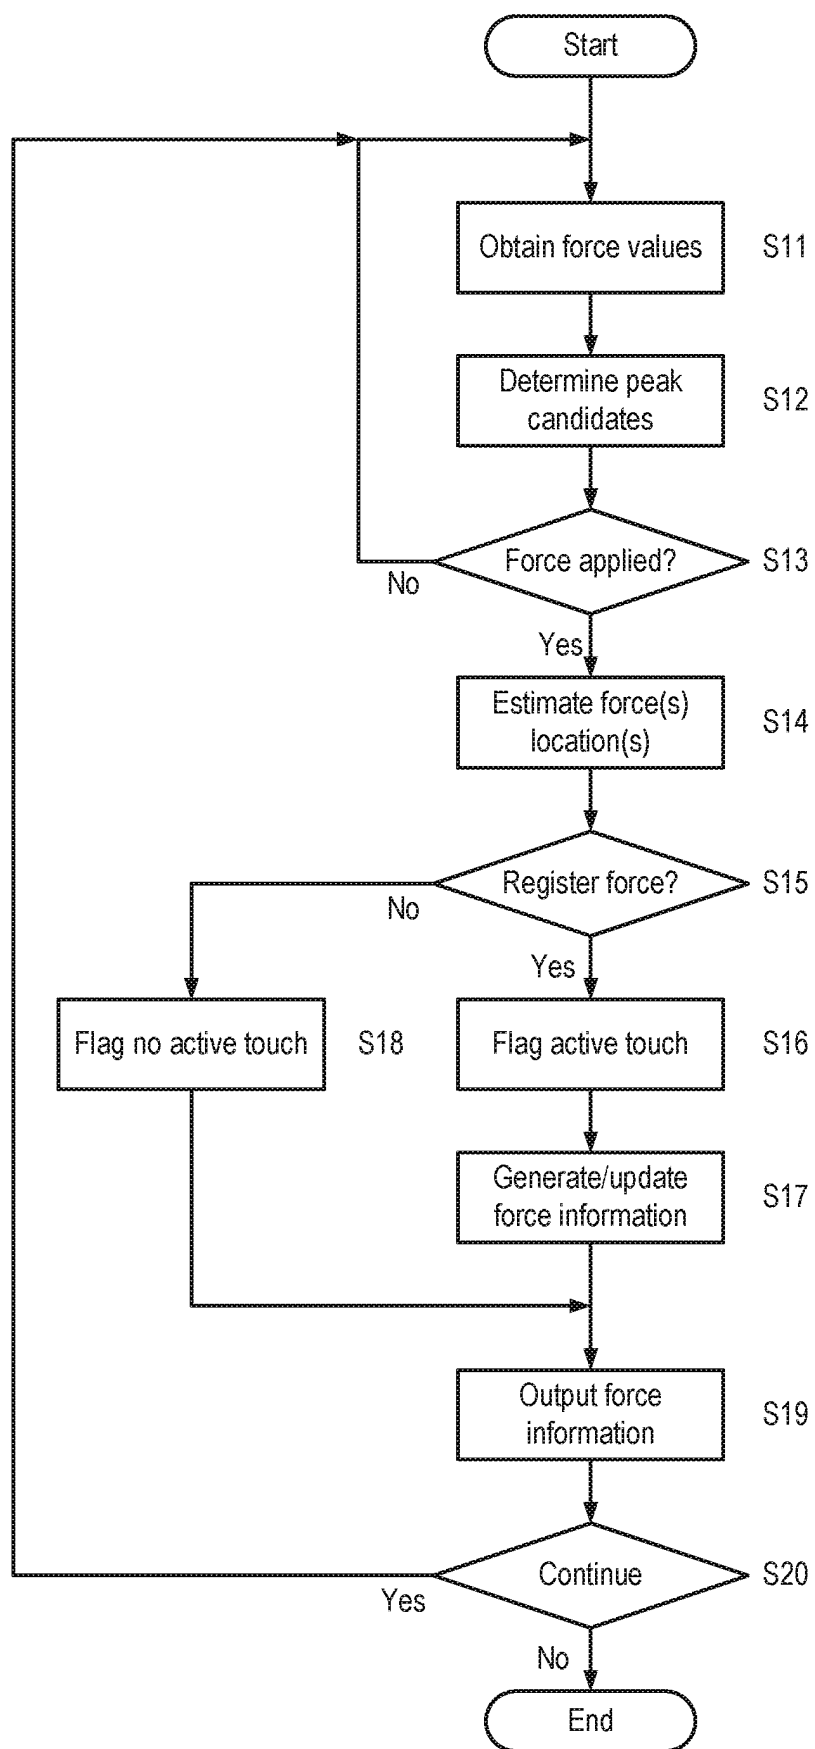 Start
Obtain force values
S11
Determine peak
candidates
S12
Force applied?
S13
No
Yes
Estimate force(s)
location(s)
S14
Register force?
S15
No
Yes
Flag no active touch
S18
Flag active touch
S16
Generate/update
force information
S17
Output force
information
S19
Continue
S20
Yes
No
End